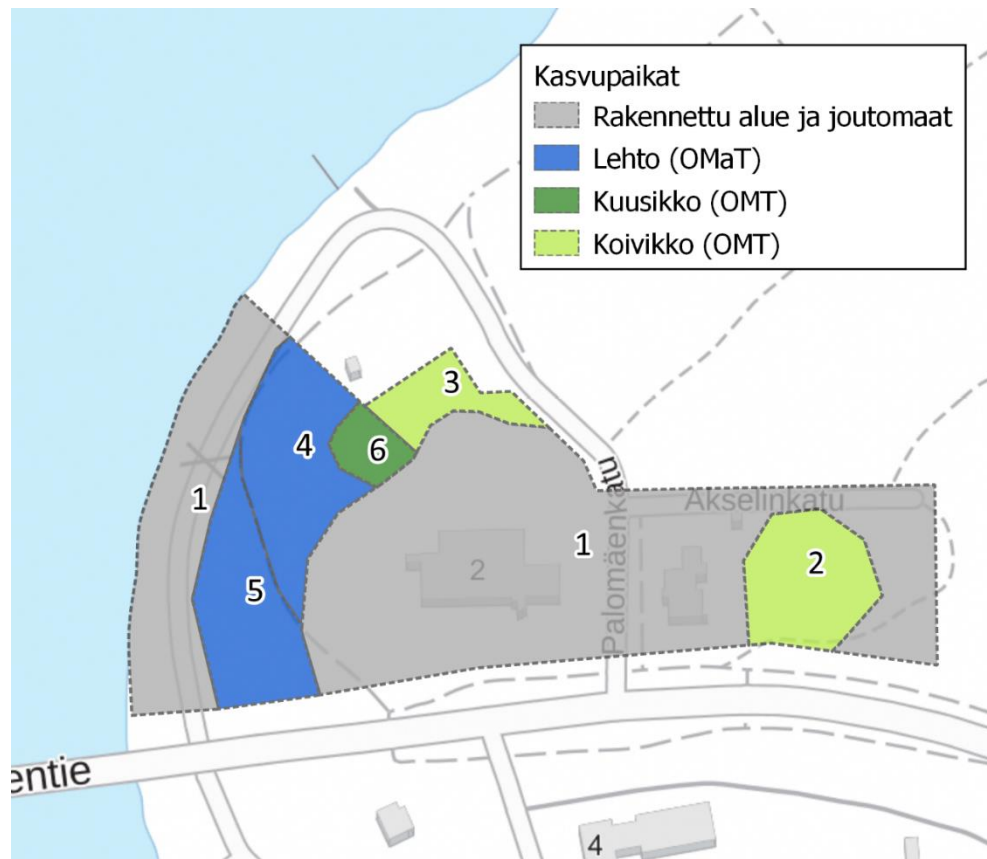 Kasvupaikat
Rakennettu alue ja joutomaat
Lehto (OMaT)
Kuusikko (OMT)
Koivikko (OMT)
3
4
6
1
Akselinkatu
1
2
2
5
Palomäenkatu
entie
4